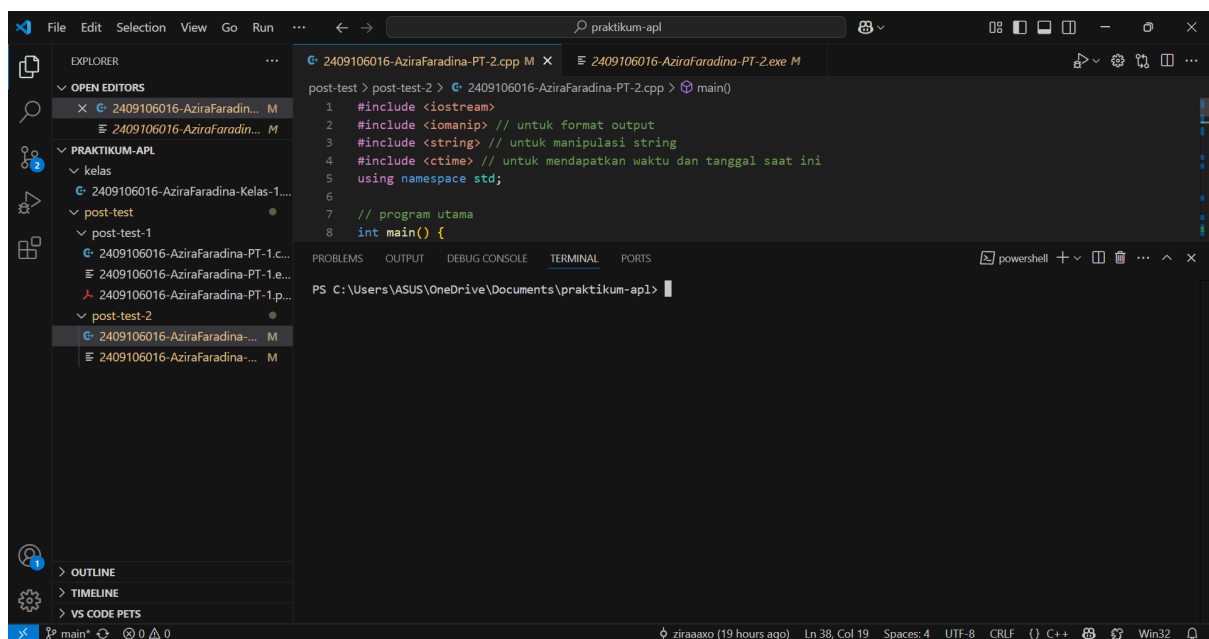 File Edit Selection View Go Run ···
praktikum-apl
EXPLORER ···
OPEN EDITORS
2409106016-AziraFaradin... M
2409106016-AziraFaradin... M
PRAKTIKUM-APL
kelas
2409106016-AziraFaradina-Kelas-1....
post-test
post-test-1
2409106016-AziraFaradina-PT-1.c...
2409106016-AziraFaradina-PT-1.e...
2409106016-AziraFaradina-PT-1.p...
post-test-2
2409106016-AziraFaradina-... M
2409106016-AziraFaradina-... M
2
1
OUTLINE
TIMELINE
VS CODE PETS
2409106016-AziraFaradina-PT-2.cpp M 2409106016-AziraFaradina-PT-2.exe M
post-test > post-test-2 > 2409106016-AziraFaradina-PT-2.cpp > main()
1 #include <iostream>
2 #include <iomanip> // untuk format output
3 #include <string> // untuk manipulasi string
4 #include <ctime> // untuk mendapatkan waktu dan tanggal saat ini
5 using namespace std;
6
7 // program utama
8 int main() {
PROBLEMS OUTPUT DEBUG CONSOLE TERMINAL PORTS powershell
PS C:\Users\ASUS\OneDrive\Documents\praktikum-apl>
main* 0 0 ziraaaxo (19 hours ago) Ln 38, Col 19 Spaces: 4 UTF-8 CRLF {} C++ Win32